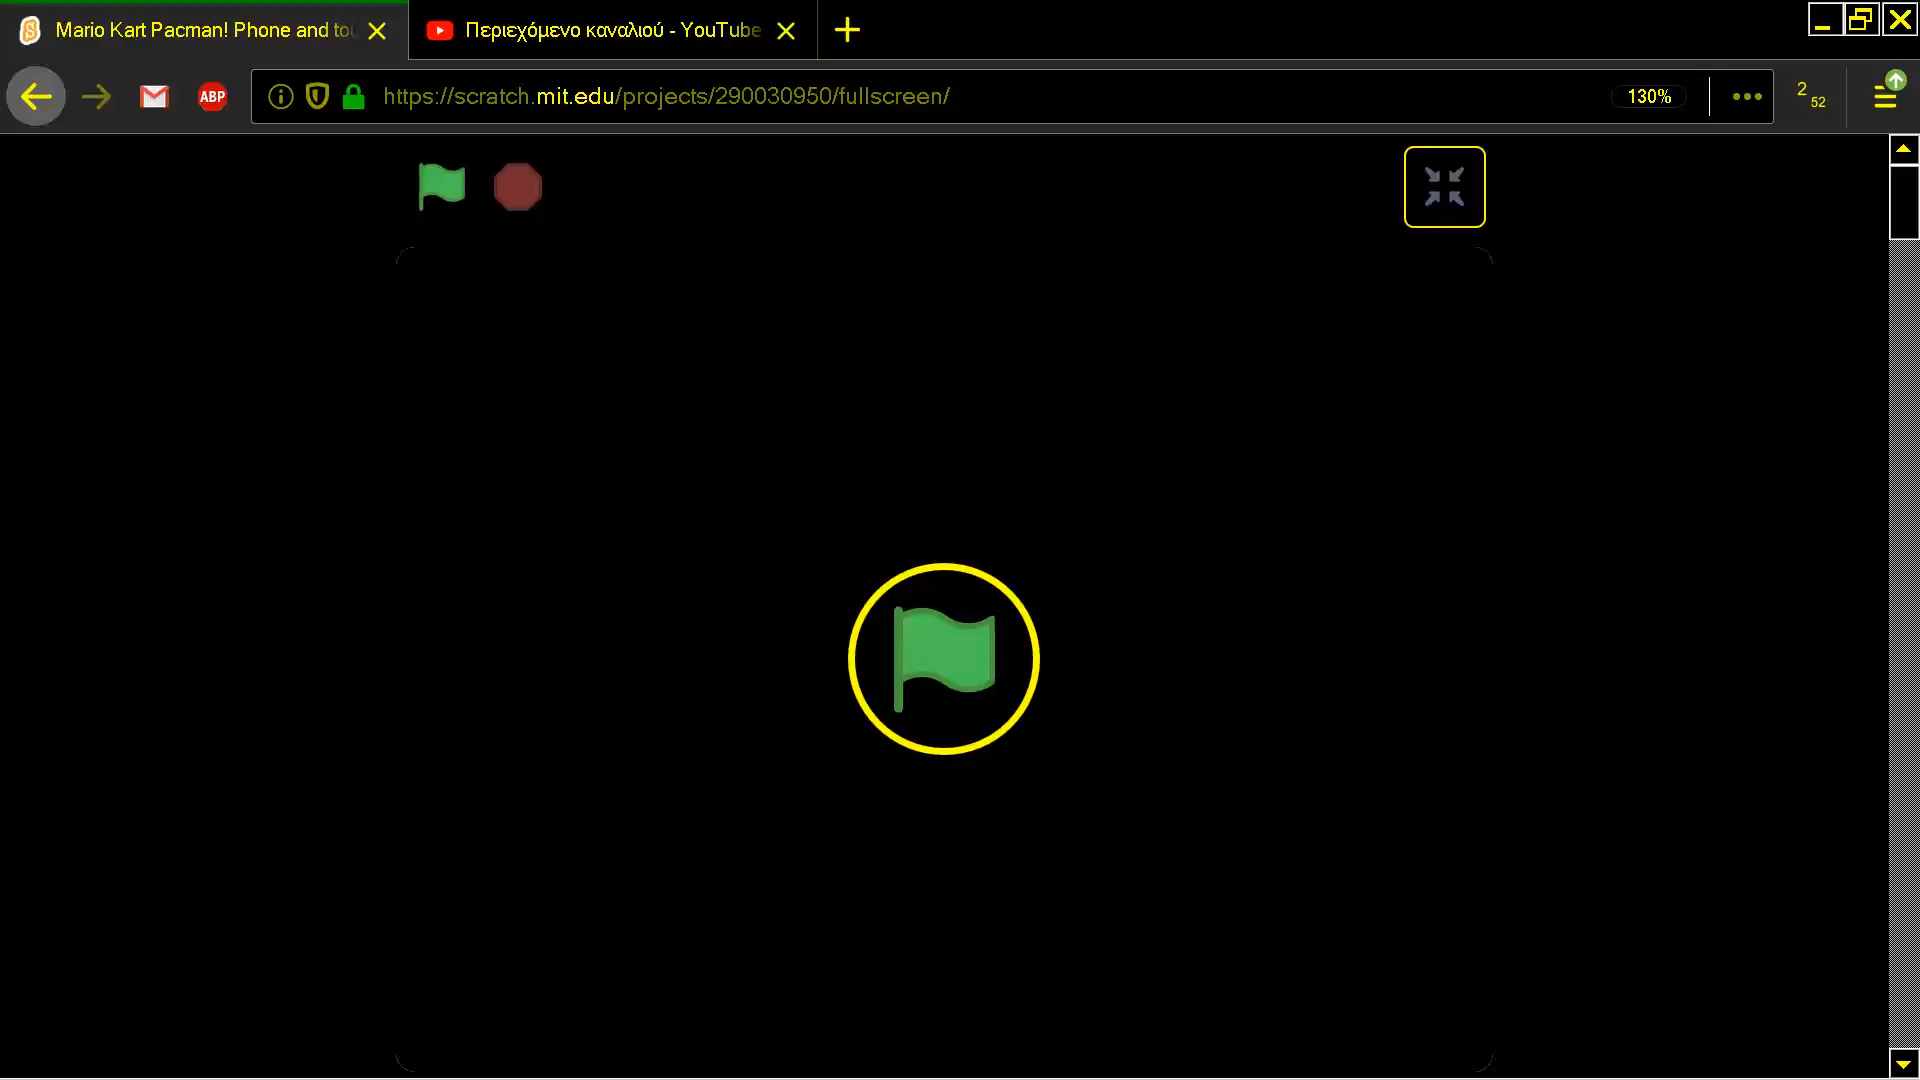 Mario Kart Pacman! Phone and tou
Περιεχόμενο καναλιού - YouTube
ABP
https://scratch.mit.edu/projects/290030950/fullscreen/
130%
2
52